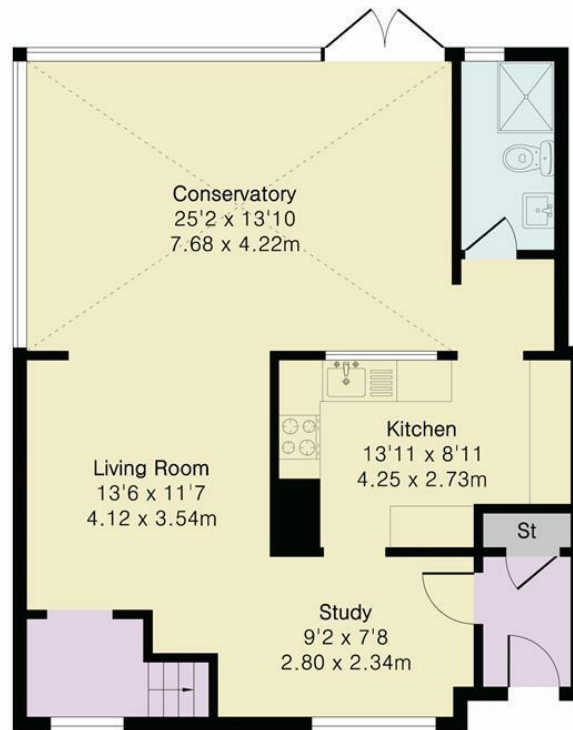 Conservatory
25'2 x 13'10
7.68 x 4.22m
Kitchen
13'11 x 8'11
4.25 x 2.73m
Living Room
13'6 x 11'7
4.12 x 3.54m
St
Study
9'2 x 7'8
2.80 x 2.34m